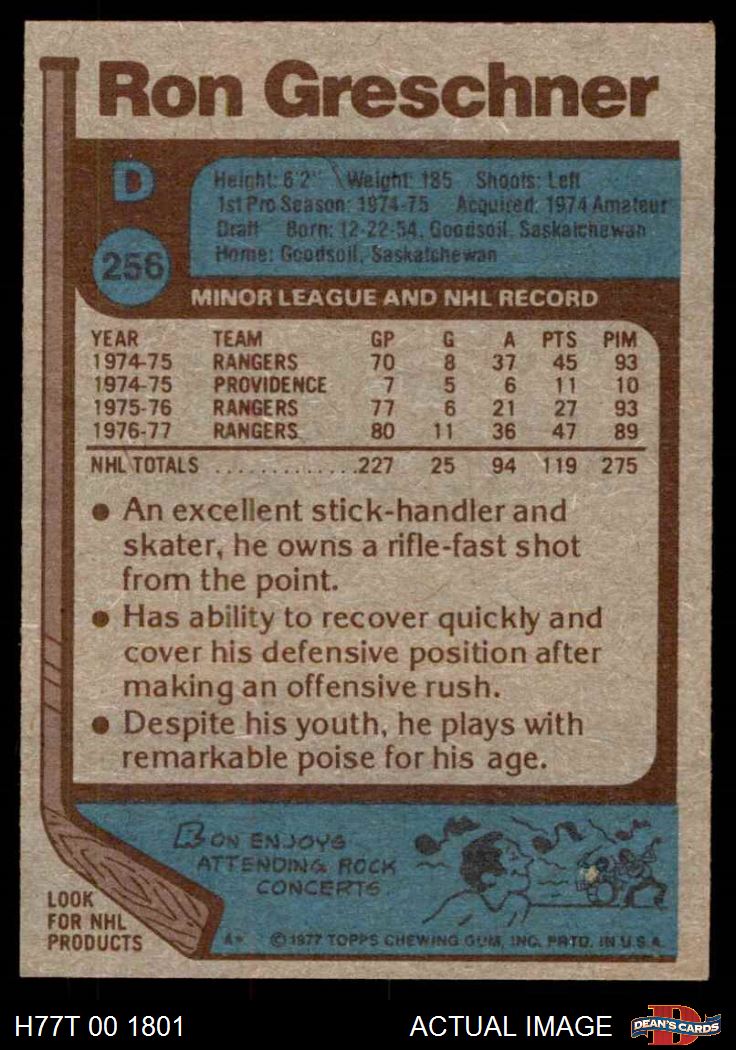 Ron Greschner
D
Height: 6'2" Weight: 185 Shoots: Left
1st Pro Season: 1974-75 Acquired: 1974 Amateur
Draft Born: 12-22-54, Goodsoil, Saskatchewan
Home: Goodsoil, Saskatchewan
256
MINOR LEAGUE AND NHL RECORD
YEAR TEAM GP G A PTS PIM
1974-75 RANGERS 70 8 37 45 93
1974-75 PROVIDENCE 7 5 6 11 10
1975-76 RANGERS 77 6 21 27 93
1976-77 RANGERS 80 11 36 47 89
NHL TOTALS ..............227 25 94 119 275
● An excellent stick-handler and
skater, he owns a rifle-fast shot
from the point.
● Has ability to recover quickly and
cover his defensive position after
making an offensive rush.
● Despite his youth, he plays with
remarkable poise for his age.
RON ENJOYS
ATTENDING ROCK
CONCERTS
LOOK
FOR NHL
PRODUCTS
A* © 1977 TOPPS CHEWING GUM, INC. PRTD. IN U.S.A.
H77T 00 1801 ACTUAL IMAGE DEAN'S CARDS